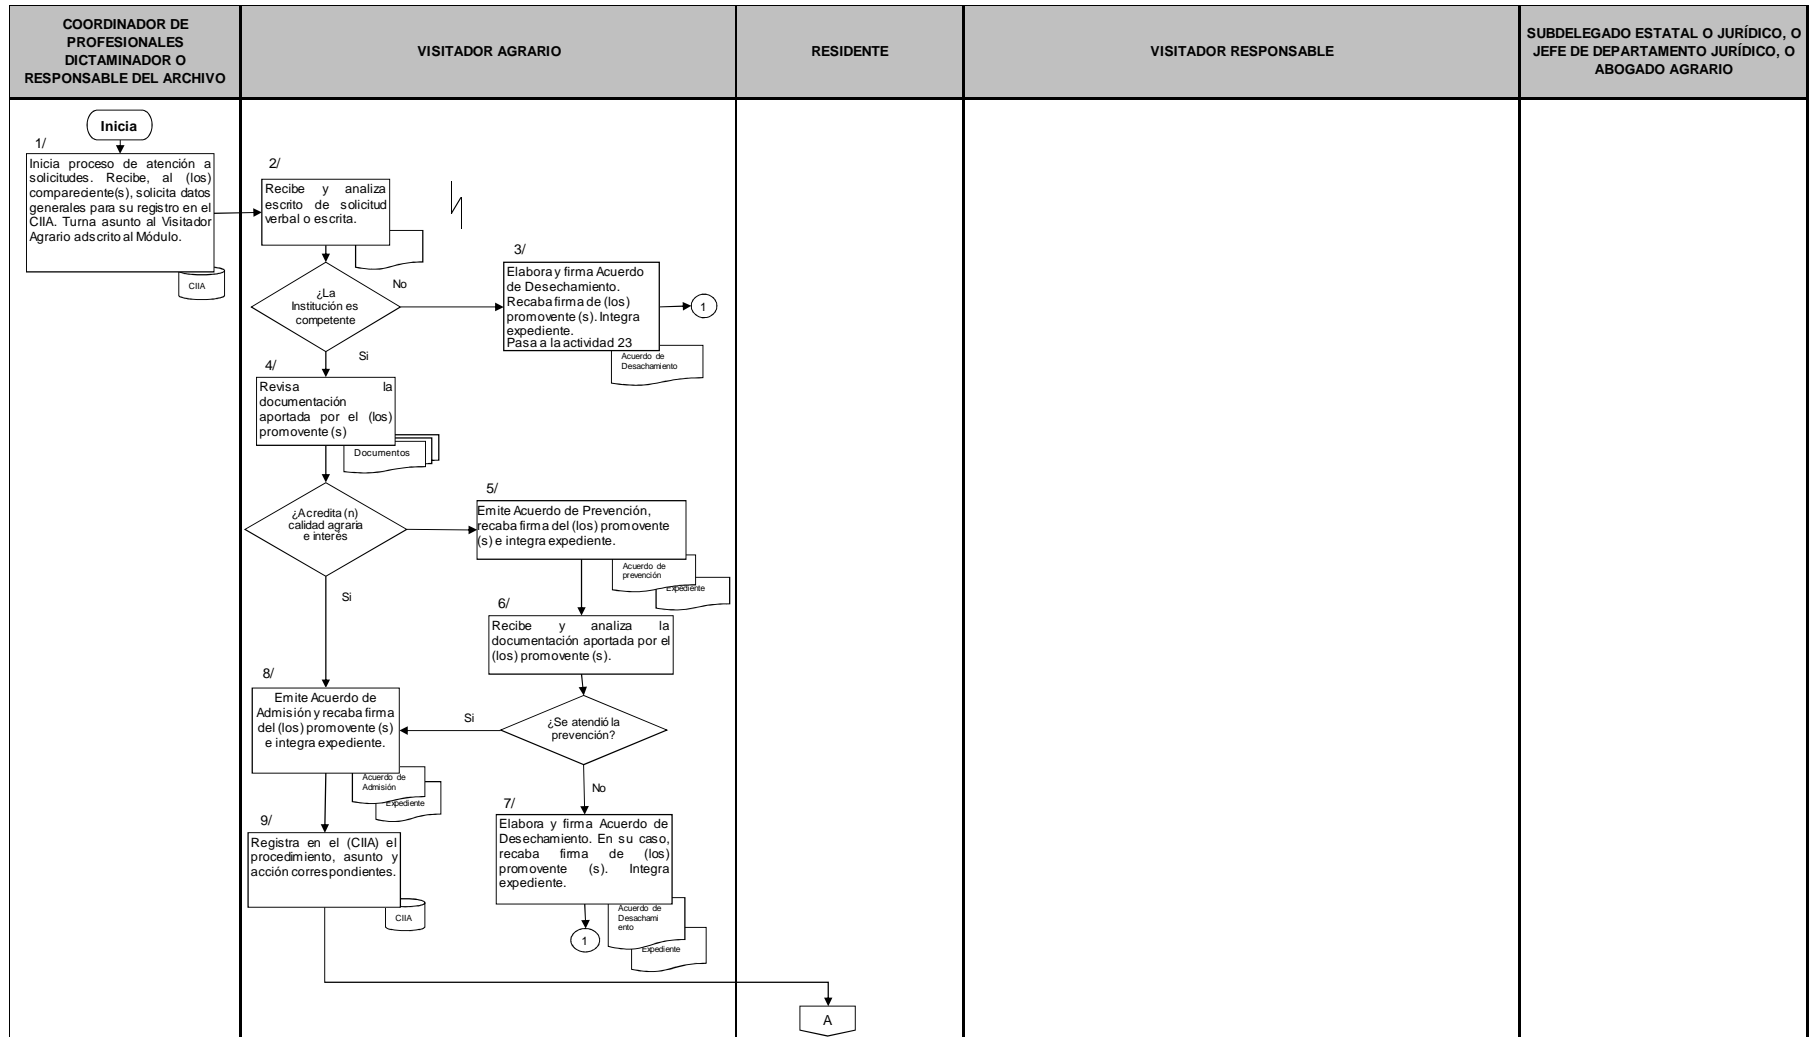 COORDINADOR DE
PROFESIONALES
DICTAMINADOR O
RESPONSABLE DEL ARCHIVO
VISITADOR AGRARIO
RESIDENTE
VISITADOR RESPONSABLE
SUBDELEGADO ESTATAL O JURÍDICO, O
JEFE DE DEPARTAMENTO JURÍDICO, O
ABOGADO AGRARIO
Inicia
1/
Inicia proceso de atención a
solicitudes. Recibe, al (los)
compareciente(s), solicita datos
generales para su registro en el
CIIA. Turna asunto al Visitador
Agrario adscrito al Módulo.
CIIA
2/
Recibe y analiza
escrito de solicitud
verbal o escrita.
¿La
Institución es
competente
No
3/
Elabora y firma Acuerdo
de Desechamiento.
Recaba firma de (los)
promovente (s). Integra
expediente.
Pasa a la actividad 23
1
Acuerdo de
Desachamiento
Si
4/
Revisa la
documentación
aportada por el (los)
promovente (s)
Documentos
¿Acredita (n)
calidad agraria
e interés
5/
Emite Acuerdo de Prevención,
recaba firma del (los) promovente
(s) e integra expediente.
Acuerdo de
prevención
Expediente
Si
6/
Recibe y analiza la
documentación aportada por el
(los) promovente (s).
8/
Emite Acuerdo de
Admisión y recaba firma
del (los) promovente (s)
e integra expediente.
Si
¿Se atendió la
prevención?
Acuerdo de
Admisión
Expediente
No
7/
Elabora y firma Acuerdo de
Desechamiento. En su caso,
recaba firma de (los)
promovente (s). Integra
expediente.
9/
Registra en el (CIIA) el
procedimiento, asunto y
acción correspondientes.
CIIA
Acuerdo de
Desachami
ento
Expediente
1
A